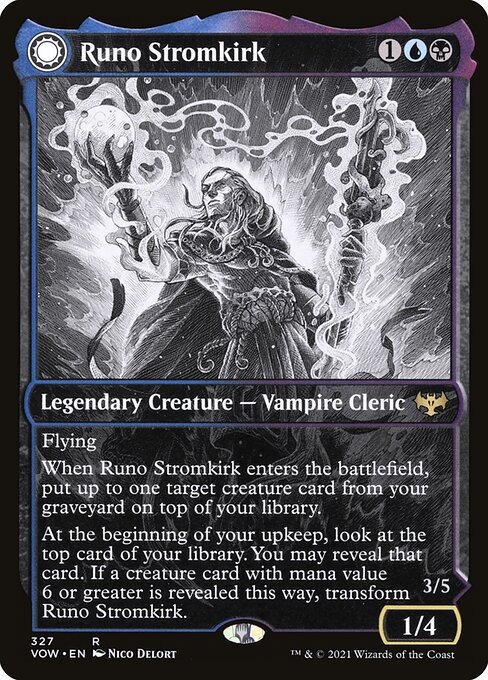 Runo Stromkirk 1
Legendary Creature — Vampire Cleric
Flying
When Runo Stromkirk enters the battlefield,
put up to one target creature card from your
graveyard on top of your library.
At the beginning of your upkeep, look at the
top card of your library. You may reveal that
card. If a creature card with mana value
6 or greater is revealed this way, transform
Runo Stromkirk.
3/5
1/4
327 R
VOW • EN Nico Delort
™ & © 2021 Wizards of the Coast